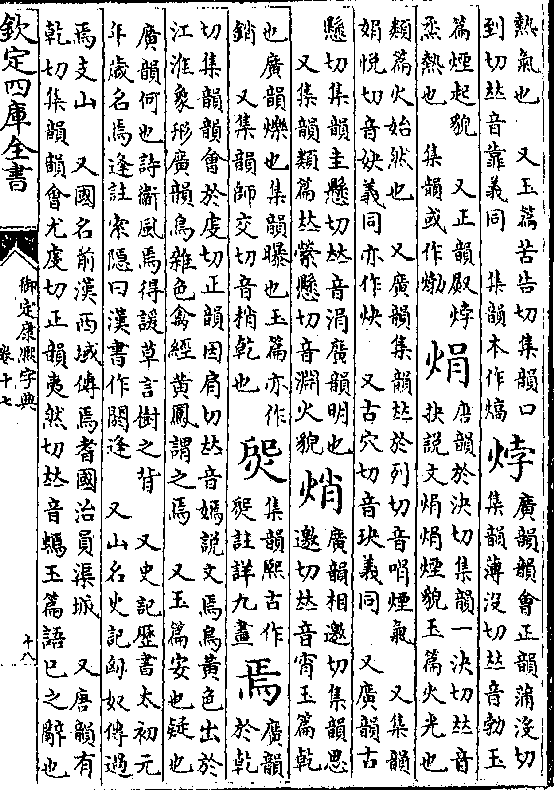 熱氣也 又玉篇苦告切集韻口
到切𠀤音靠義同 集韻本作熇
㶿
廣韻韻會正韻蒲沒切
集韻薄沒切𠀤音勃玉
篇煙起貌 又正韻㶿
烝熱也 集韻或作
焆
唐韻於決切集韻一決切𠀤音
抉說文焆焆煙貌玉篇火光也
類篇火始然也 又廣韻集韻𠀤於列切音咽煙氣 又集韻
娟悅切音缺義同亦作炔 又古穴切音玦義同 又廣韻古
懸切集韻圭懸切𠀤音涓廣韻明也
又集韻類篇𠀤縈懸切音淵火貌
焇
廣韻相邀切集韻思
邀切𠀤音宵玉篇乾
也廣韻爍也集韻曝也玉篇亦作
銷 又集韻師交切音梢乾也
集韻熙古作
註詳九畫
焉
廣韻
於乾
切集韻韻會於虔切正韻因肩切𠀤音嫣說文焉鳥黃色出於
江淮象形廣韻鳥雜色禽經黃鳳謂之焉 又玉篇安也疑也
廣韻何也詩衞風焉得諼草言樹之背 又史記歷書太初元
年歲名焉逢註索隱曰漢書作閼逢 又山名史記匈奴傳過
焉支山 又國名前漢西域傳焉耆國治員渠城 又唐韻有
乾切集韻韻會尤虔切正韻夷然切𠀤音玉篇語已之辭也
欽定四庫全書
御定康熙字典
卷十七
十八